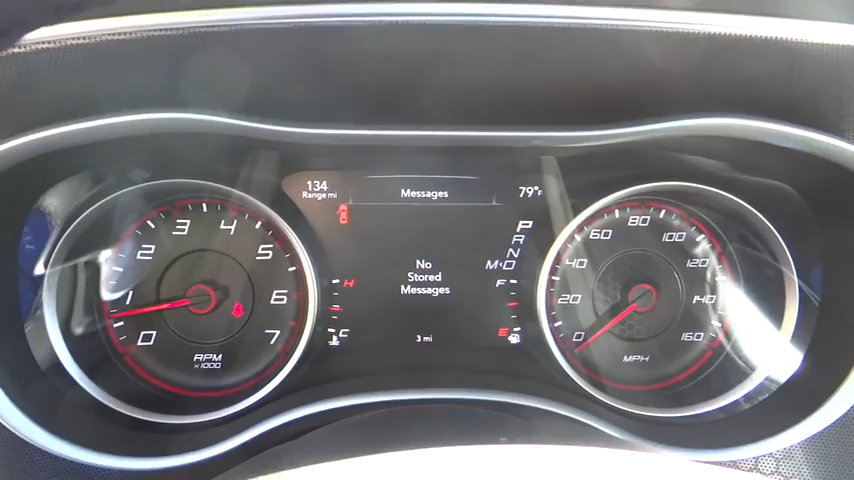 134
Range mi
Messages
79°F
P
R
N
M·D
H
C
F
E
No
Stored
Messages
3 mi
0
1
2
3
4
5
6
7
RPM
x1000
0
20
40
60
80
100
120
140
160
MPH